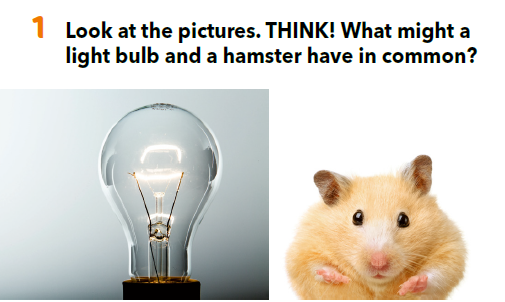 1 Look at the pictures. THINK! What might a
light bulb and a hamster have in common?